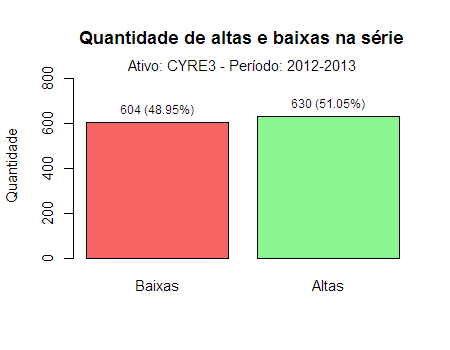 Quantidade de altas e baixas na série
Ativo: CYRE3 - Período: 2012-2013
Quantidade
800
600
400
200
0
604 (48.95%)
630 (51.05%)
Baixas
Altas